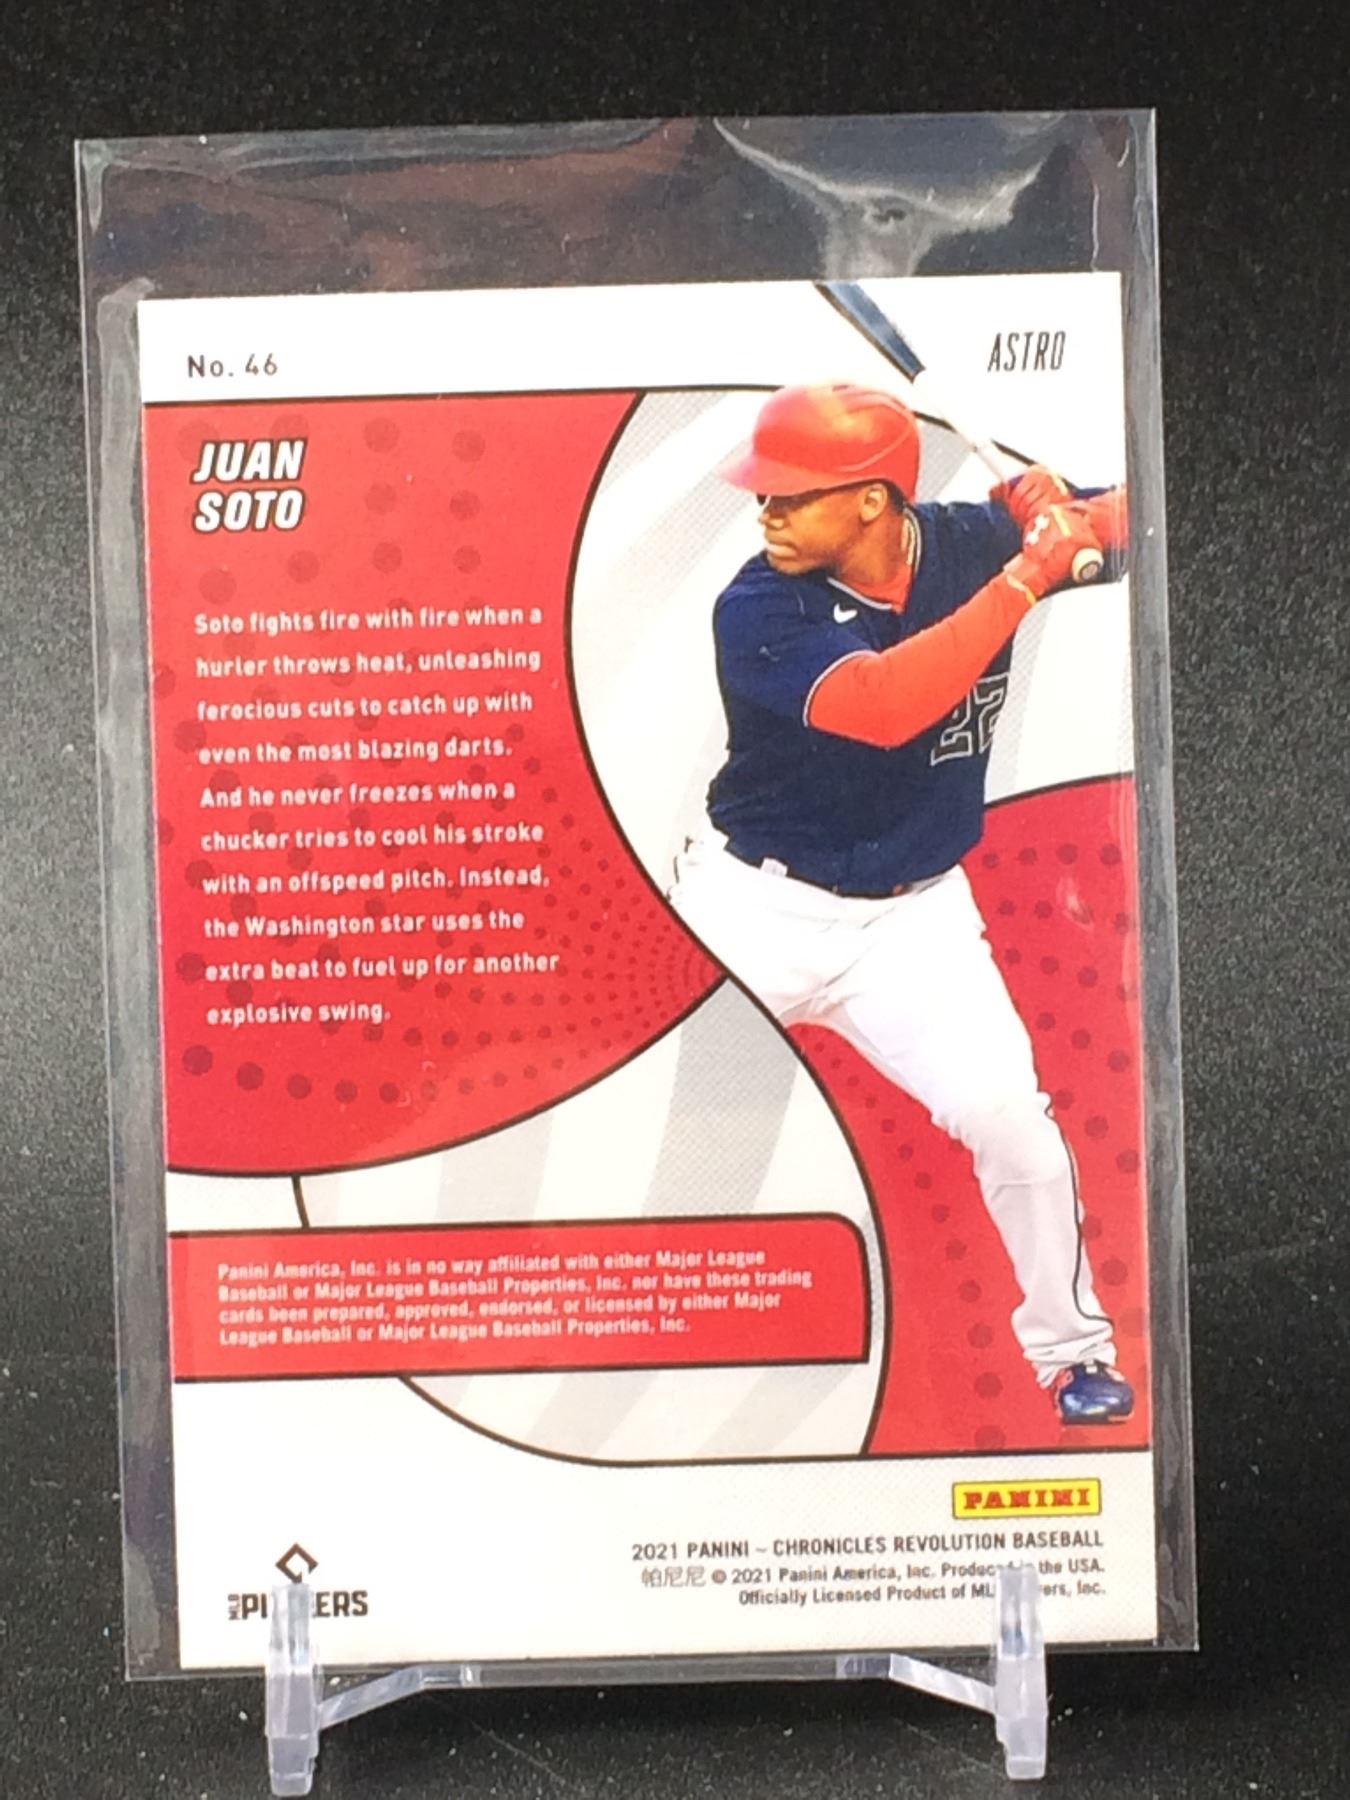 No. 46
ASTRO
JUAN
SOTO
Soto fights fire with fire when a
hurler throws heat, unleashing
ferocious cuts to catch up with
even the most blazing darts.
And he never freezes when a
chucker tries to cool his stroke
with an offspeed pitch. Instead,
the Washington star uses the
extra beat to fuel up for another
explosive swing.
22
Panini America, Inc. is in no way affiliated with either Major League
Baseball or Major League Baseball Properties, Inc. nor have these trading
cards been prepared, approved, endorsed, or licensed by either Major
League Baseball or Major League Baseball Properties, Inc.
PANINI
2021 PANINI – CHRONICLES REVOLUTION BASEBALL
帕尼尼 © 2021 Panini America, Inc. the USA.
Officially Licensed Product of Inc.
MLB